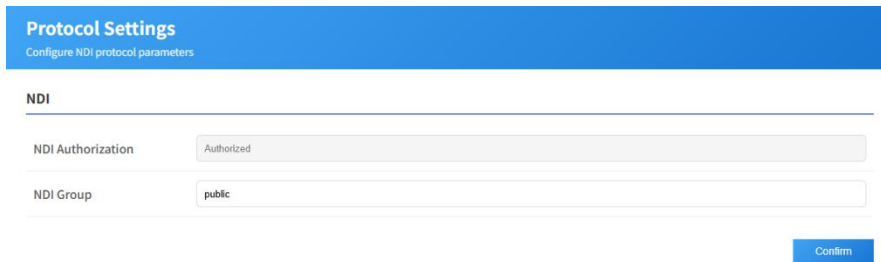 Protocol Settings
Configure NDI protocol parameters
NDI
NDI Authorization Authorized
NDI Group public
Confirm